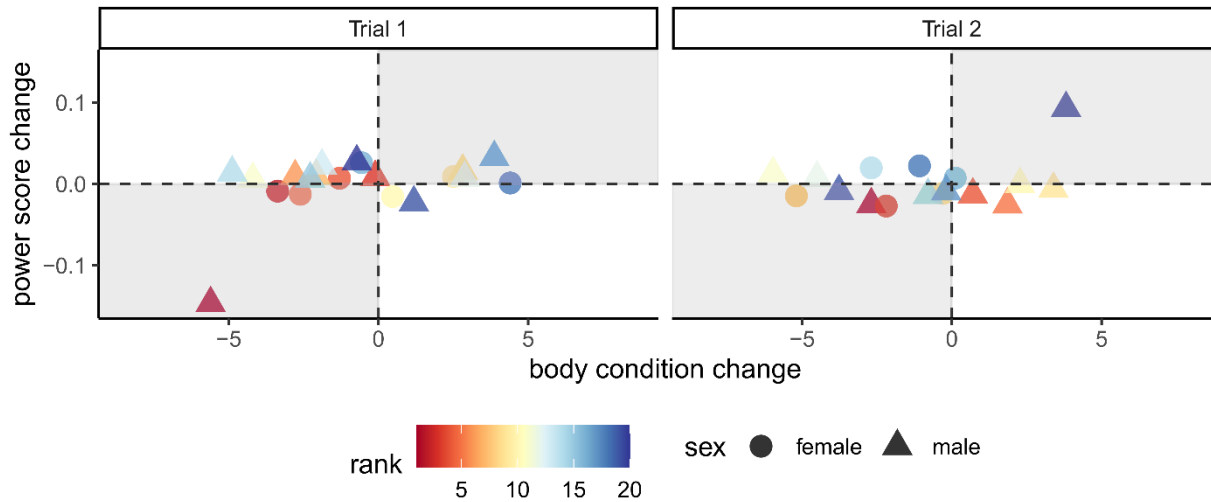 Trial 1
Trial 2
power score change
0.1
0.0
−0.1
−5
0
5
−5
0
5
body condition change
rank
5
10
15
20
sex
female
male